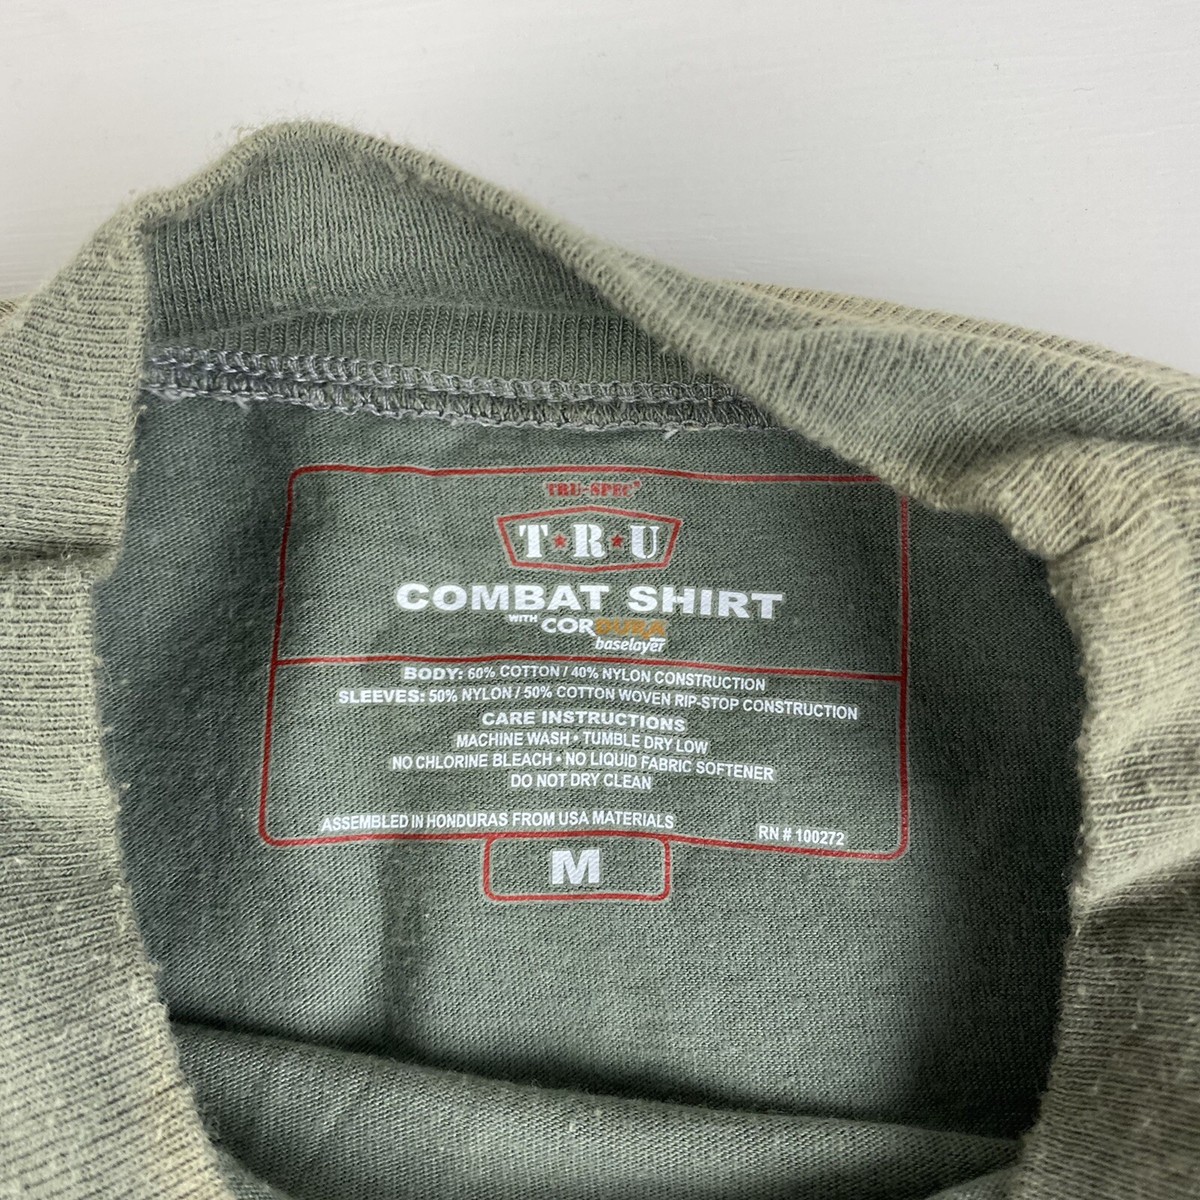 TRU-SPEC®
T★R★U
COMBAT SHIRT
WITH CORDURA
baselayer
BODY: 60% COTTON / 40% NYLON CONSTRUCTION
SLEEVES: 50% NYLON / 50% COTTON WOVEN RIP-STOP CONSTRUCTION
CARE INSTRUCTIONS
MACHINE WASH • TUMBLE DRY LOW
NO CHLORINE BLEACH • NO LIQUID FABRIC SOFTENER
DO NOT DRY CLEAN
ASSEMBLED IN HONDURAS FROM USA MATERIALS RN # 100272
M